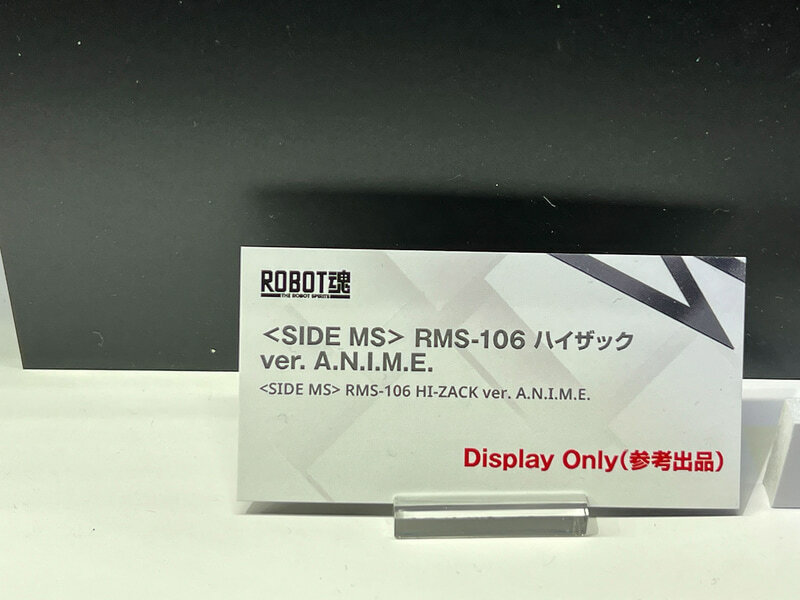 ROBOT魂
THE ROBOT SPIRITS
<SIDE MS> RMS-106 ハイザック
ver. A.N.I.M.E.
<SIDE MS> RMS-106 HI-ZACK ver. A.N.I.M.E.
Display Only(参考出品)